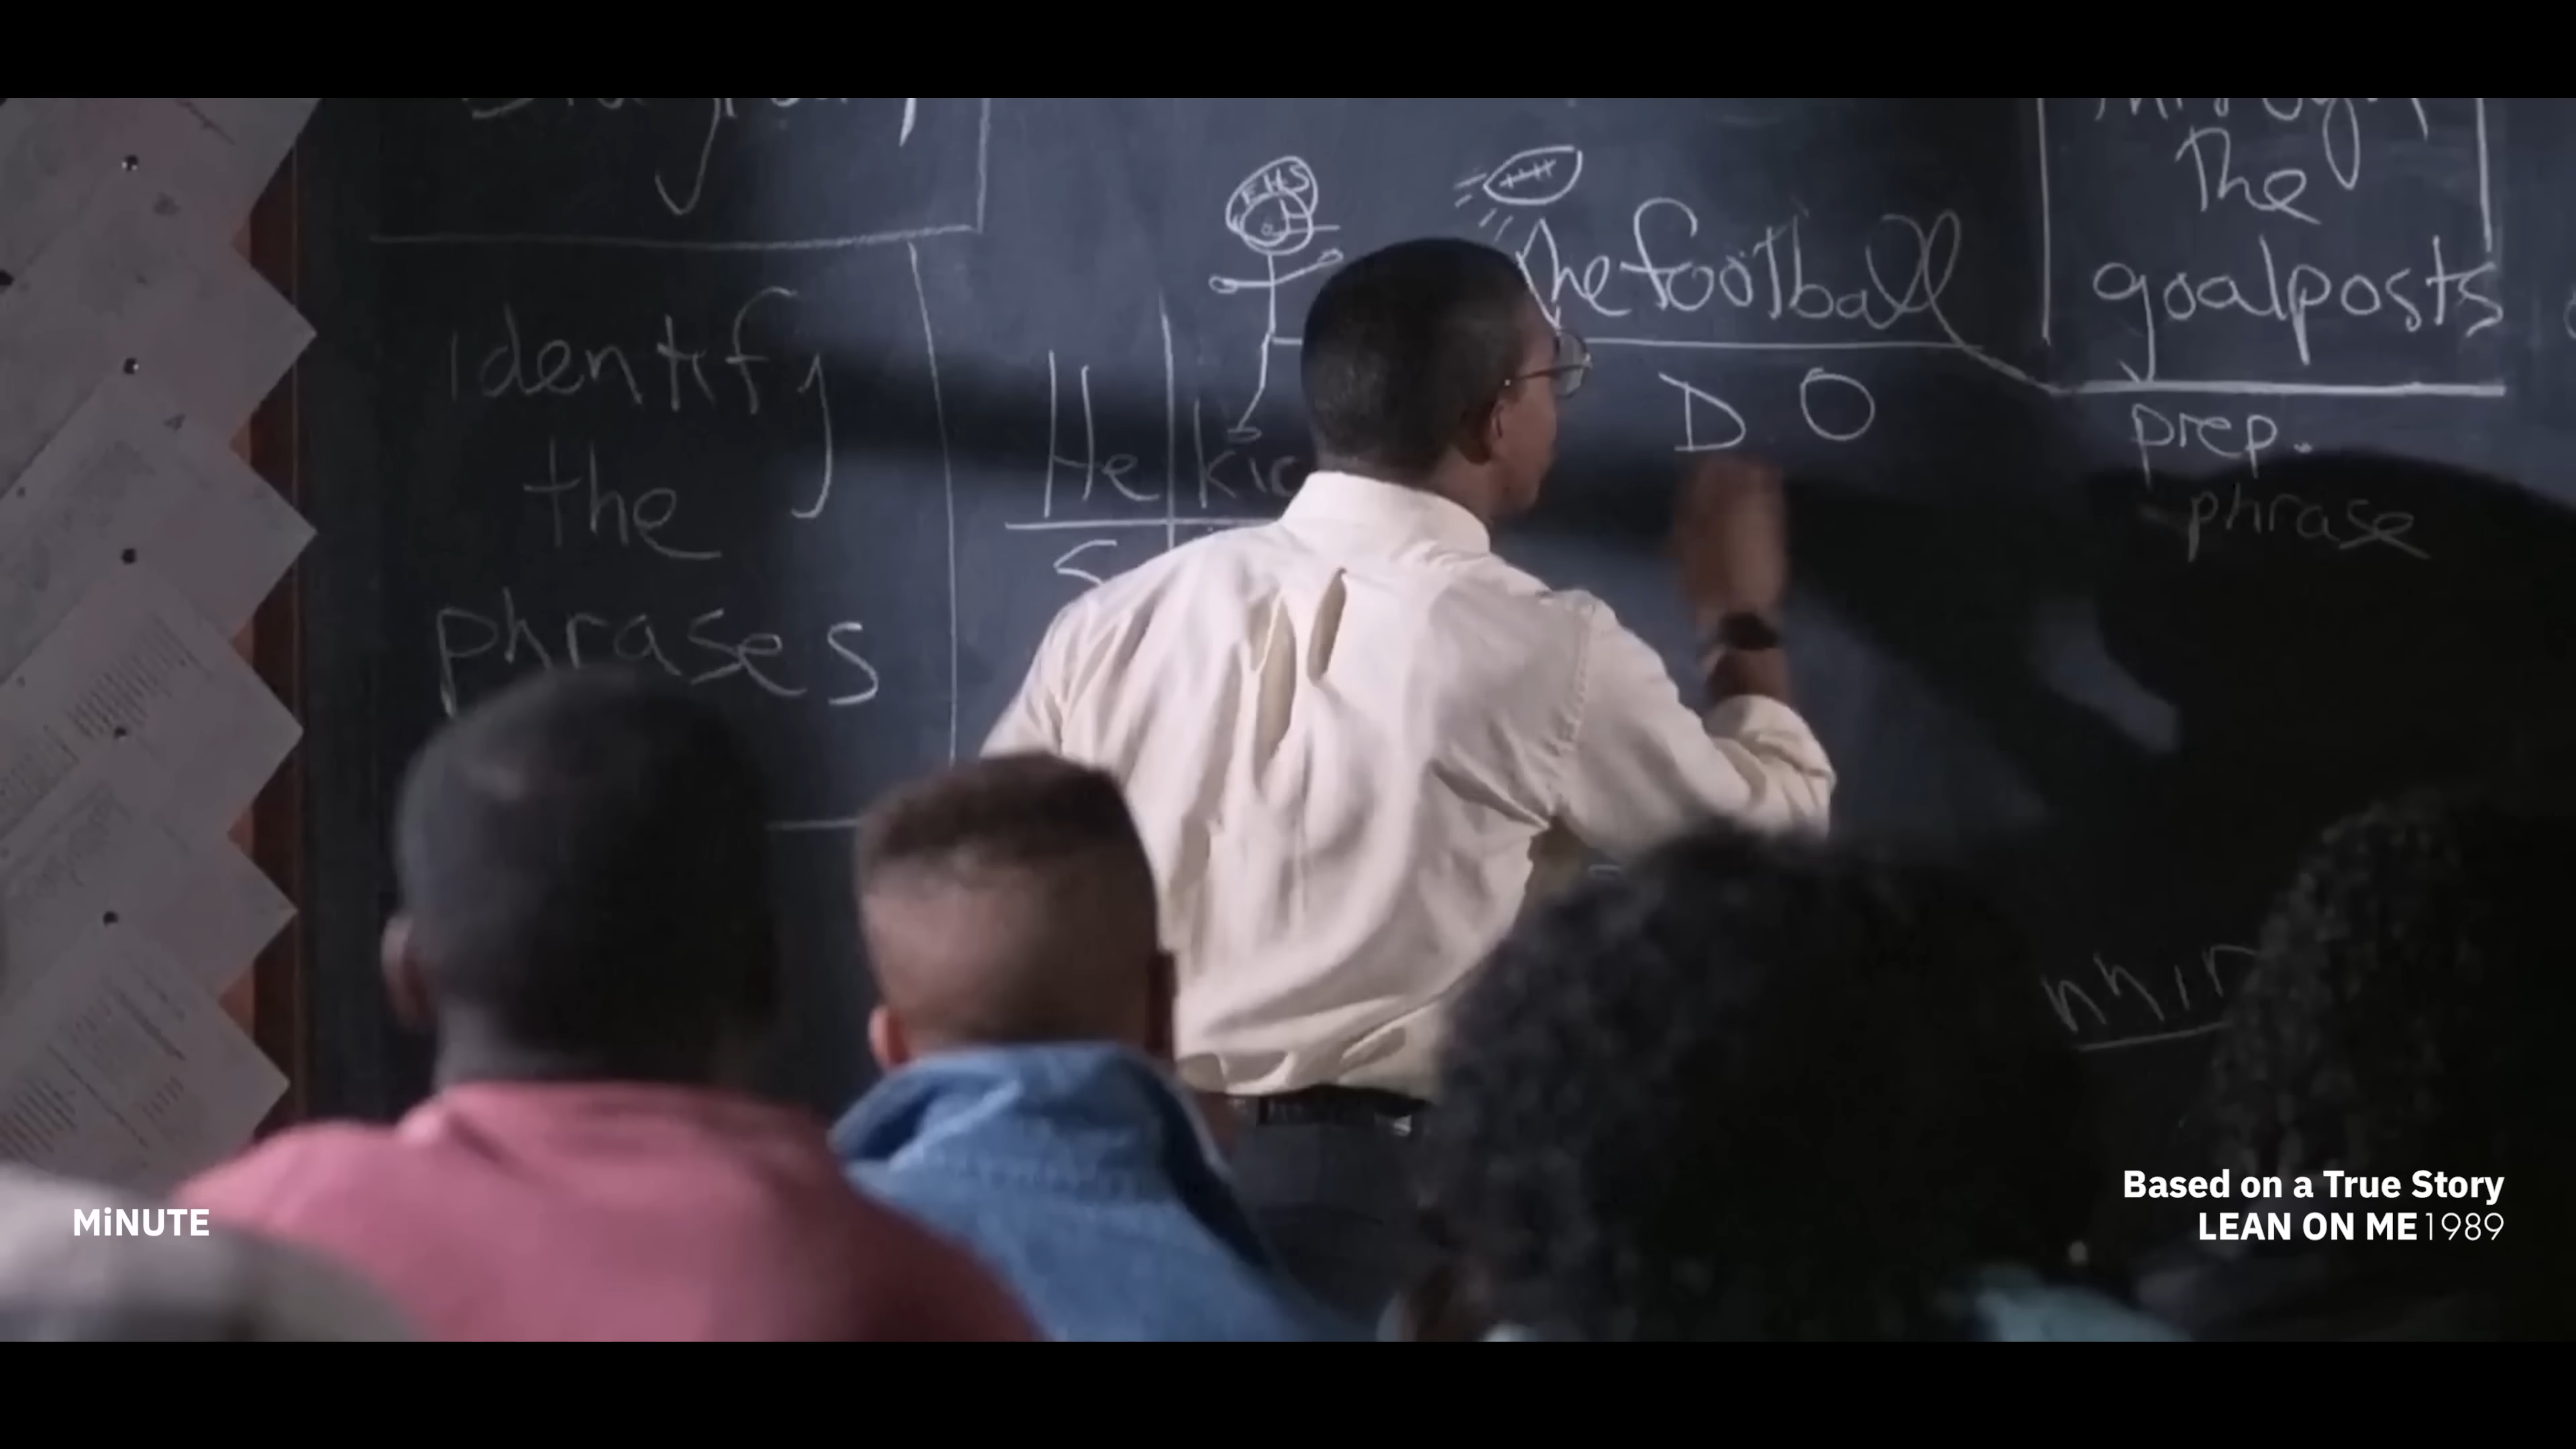 identify
the
phrases
EHS
He
S
the football
D O
the
goalposts
prep.
phrase
MiNUTE
Based on a True Story
LEAN ON ME 1989